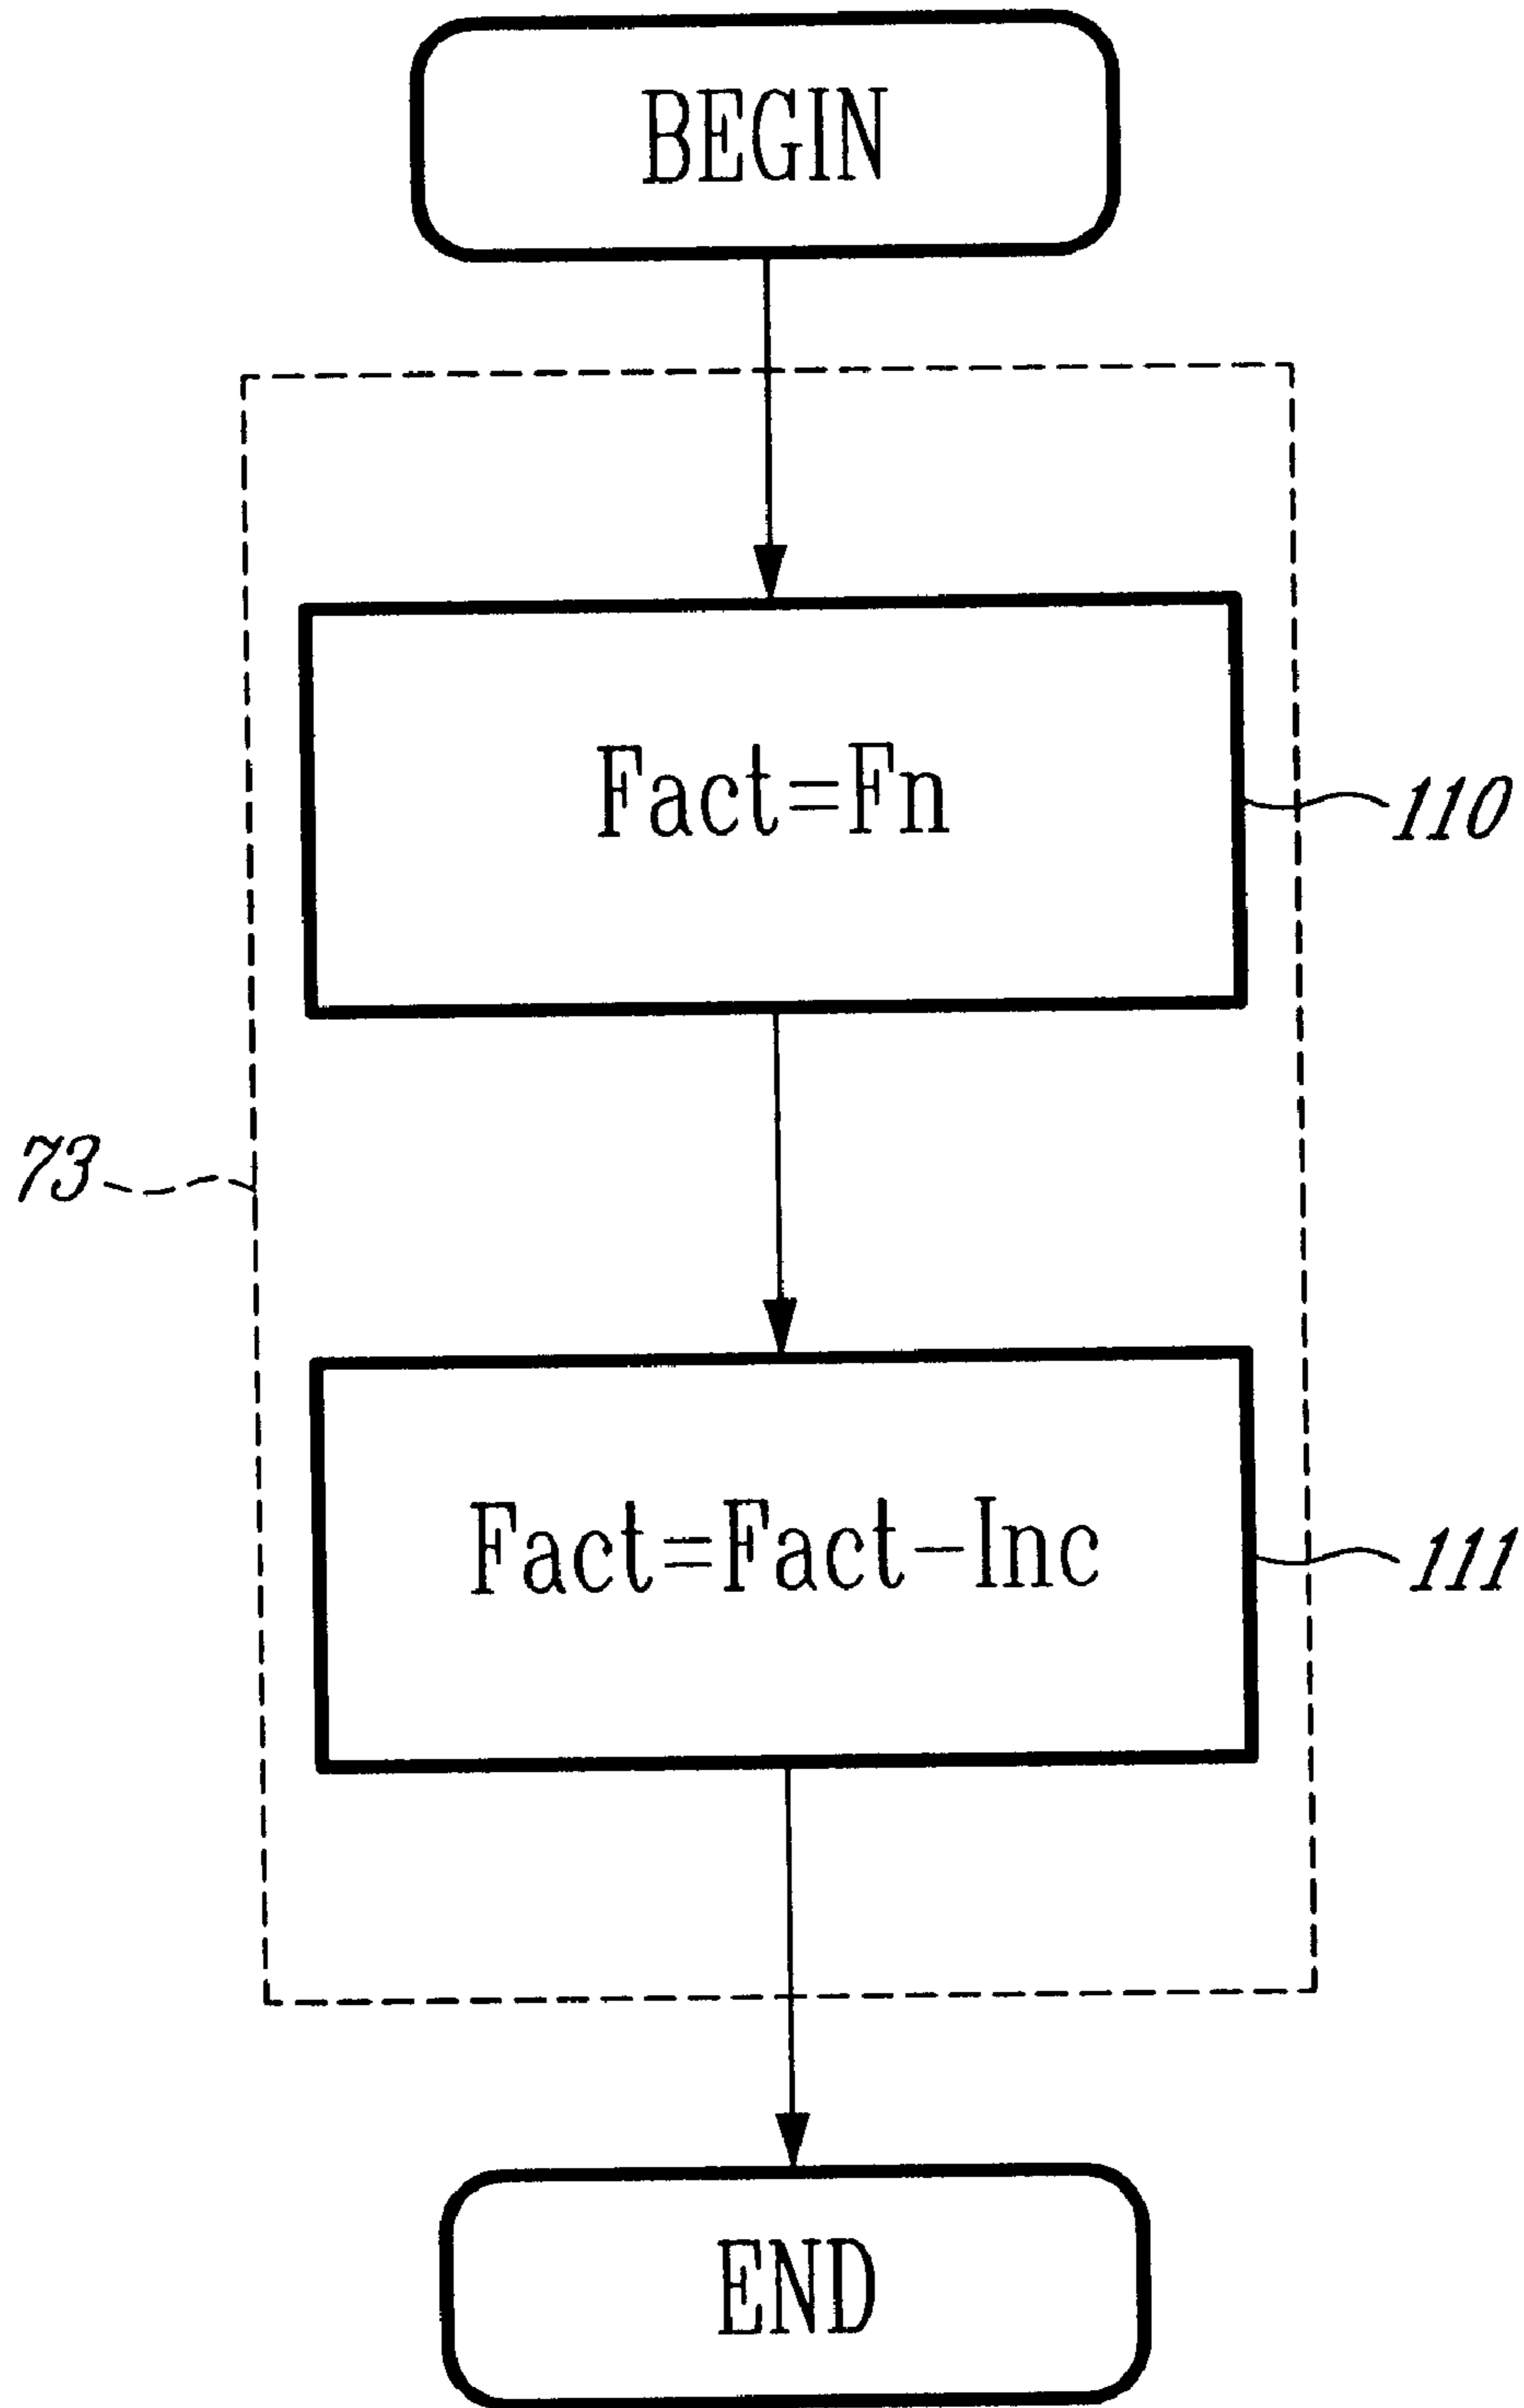 BEGIN
Fact=Fn
110
73
Fact=Fact-Inc
111
END